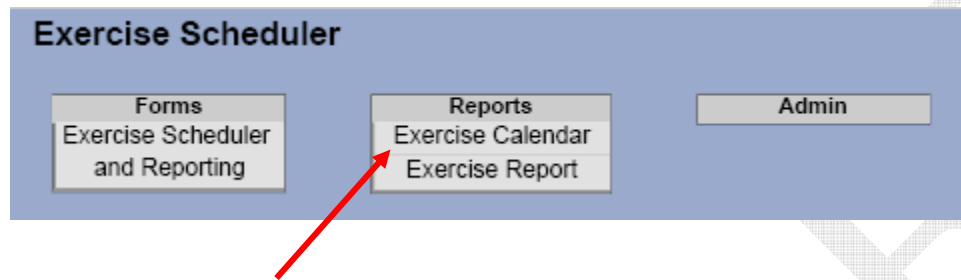 Exercise Scheduler
Forms
Exercise Scheduler
and Reporting
Reports
Exercise Calendar
Exercise Report
Admin